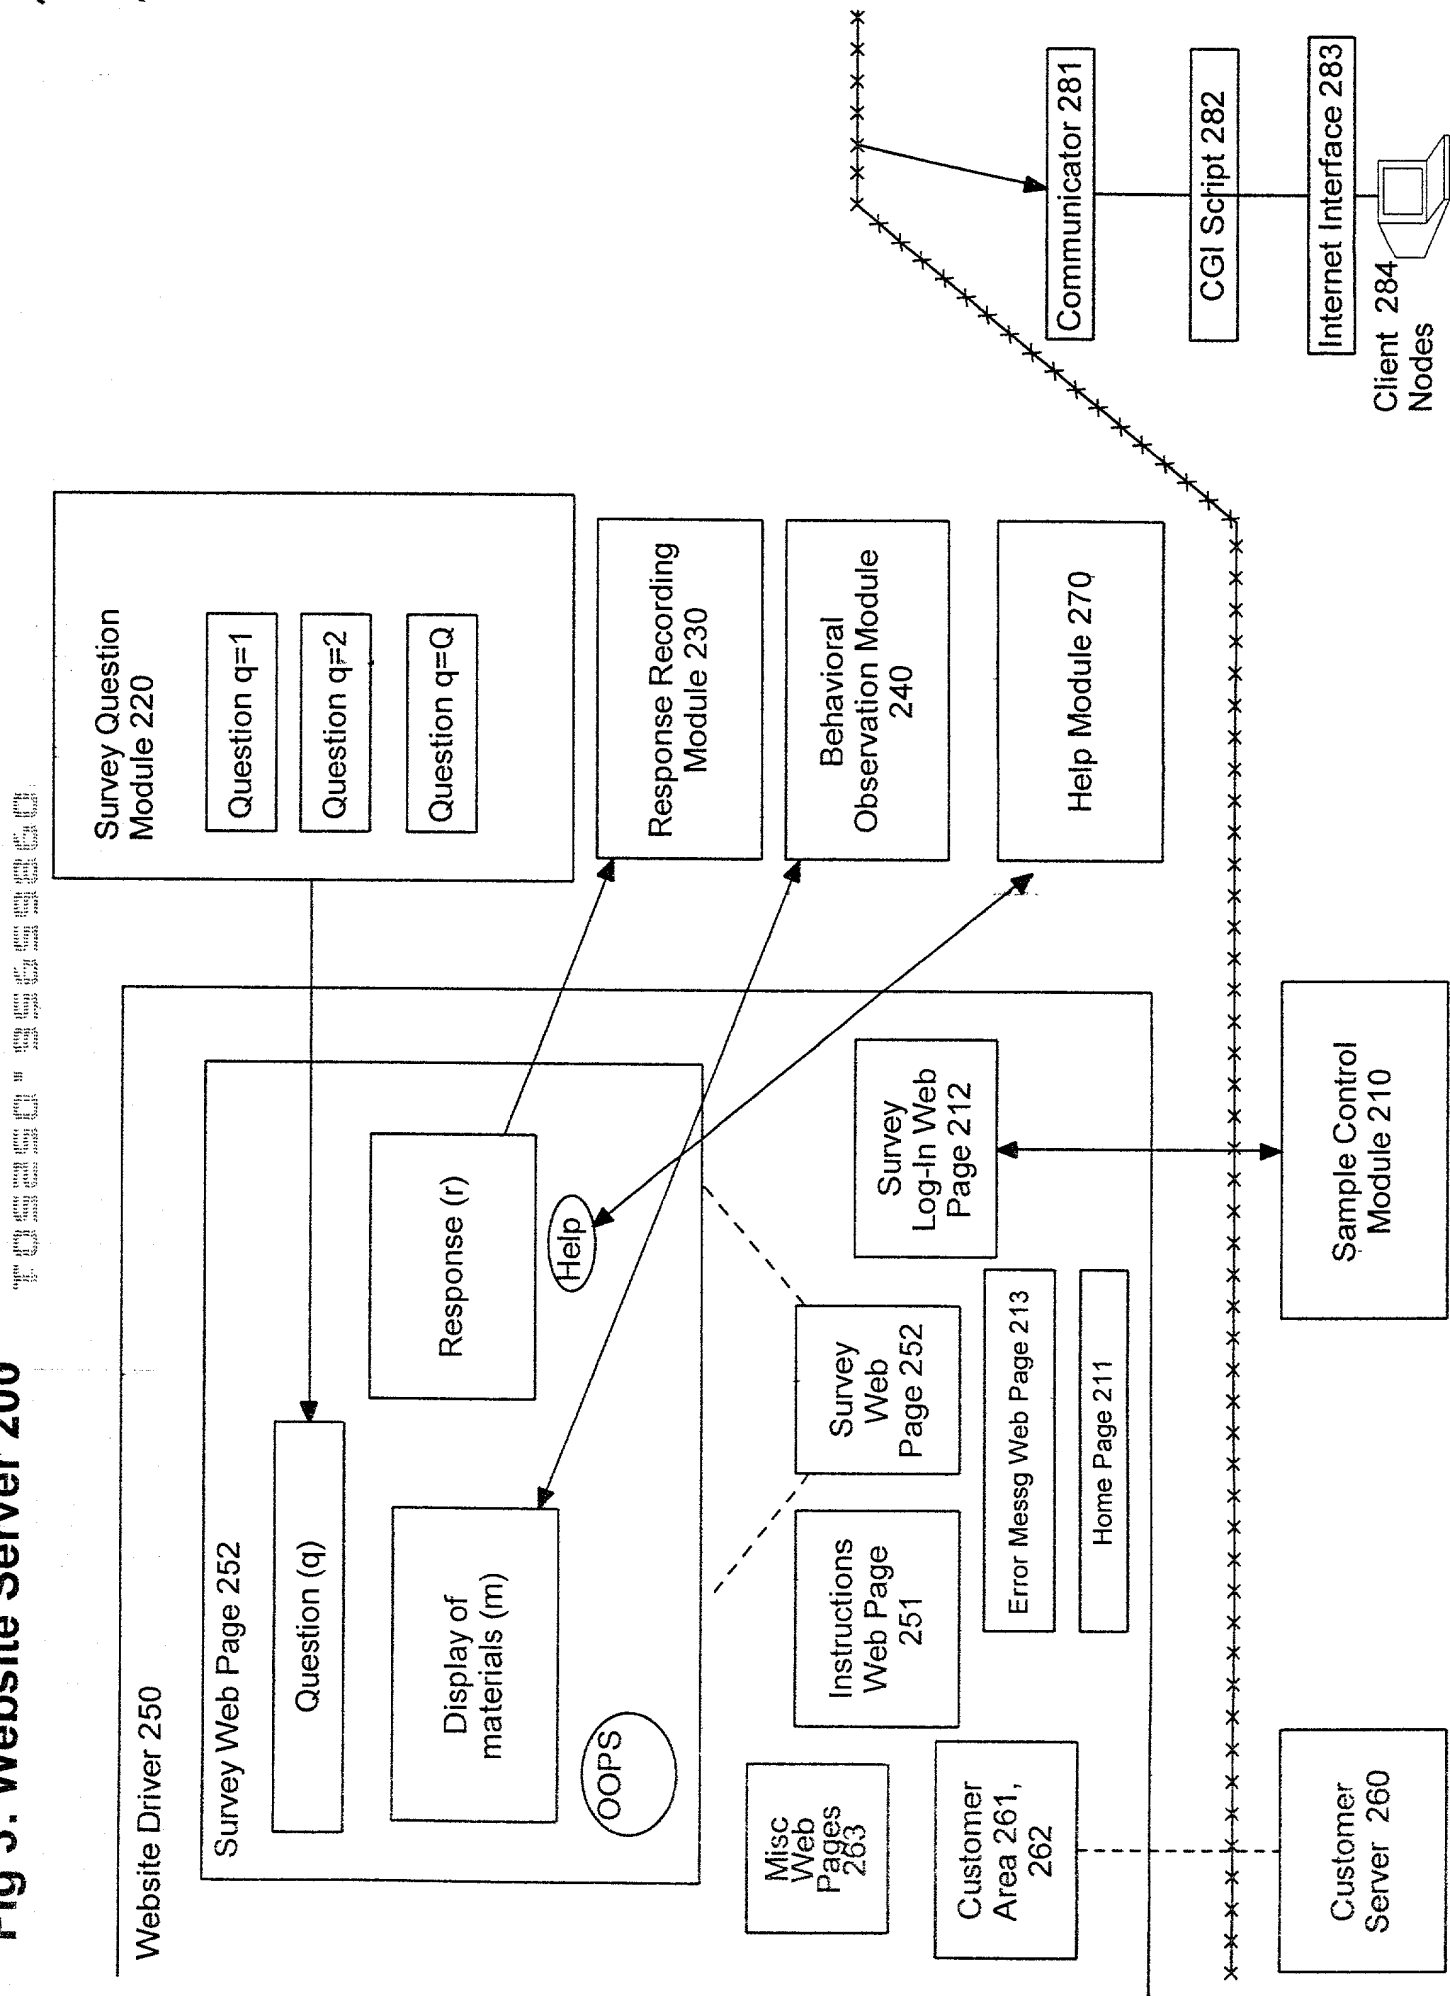 Fig 3: Website Server 200
Website Driver 250
Survey Web Page 252
Question (q)
Display of
materials (m)
Response (r)
OOPS
Help
Survey Question
Module 220
Question q=1
Question q=2
Question q=Q
Response Recording
Module 230
Behavioral
Observation Module
240
Help Module 270
Misc
Web
Pages
263
Customer
Area 261,
262
Instructions
Web Page
251
Survey
Web
Page 252
Survey
Log-In Web
Page 212
Error Messg Web Page 213
Home Page 211
Customer
Server 260
Sample Control
Module 210
Communicator 281
CGI Script 282
Internet Interface 283
Client 284
Nodes